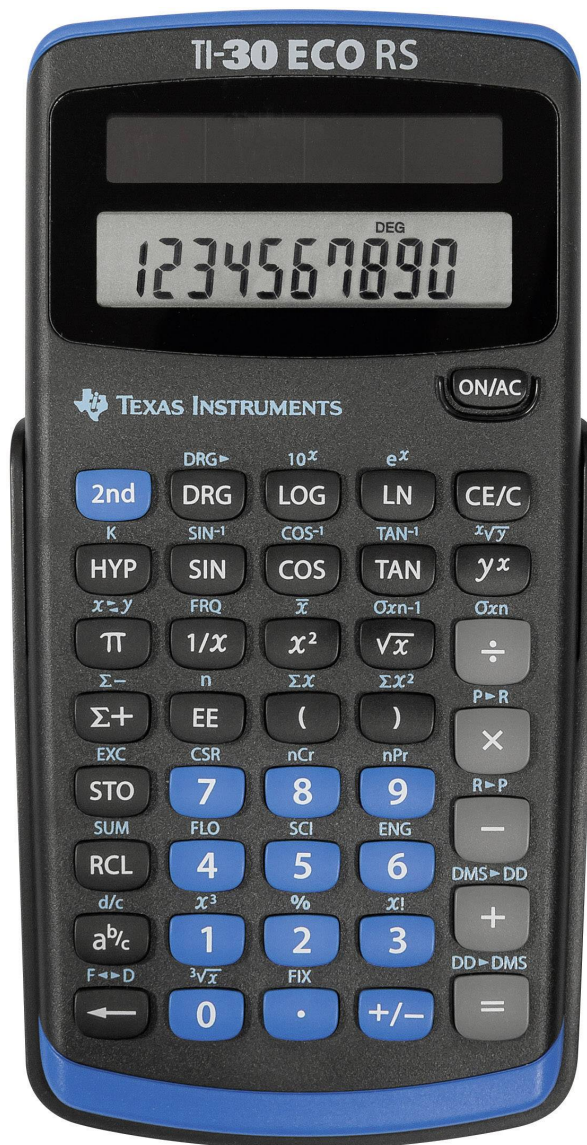 TI-30 ECO RS
DEG
1234567890
TEXAS INSTRUMENTS
ON/AC
DRG► 10ˣ eˣ
2nd DRG LOG LN CE/C
K SIN⁻¹ COS⁻¹ TAN⁻¹ ˣ√y
HYP SIN COS TAN yˣ
x⇆y FRQ x̅ σxn-1 σxn
π 1/x x² √x ÷
Σ− n Σx Σx² P►R
Σ+ EE ( ) ×
EXC CSR nCr nPr R►P
STO 7 8 9 −
SUM FLO SCI ENG DMS►DD
RCL 4 5 6 +
d/c x³ % x! DD►DMS
aᵇ/c 1 2 3 =
F◄►D ³√x FIX
← 0 . +/−